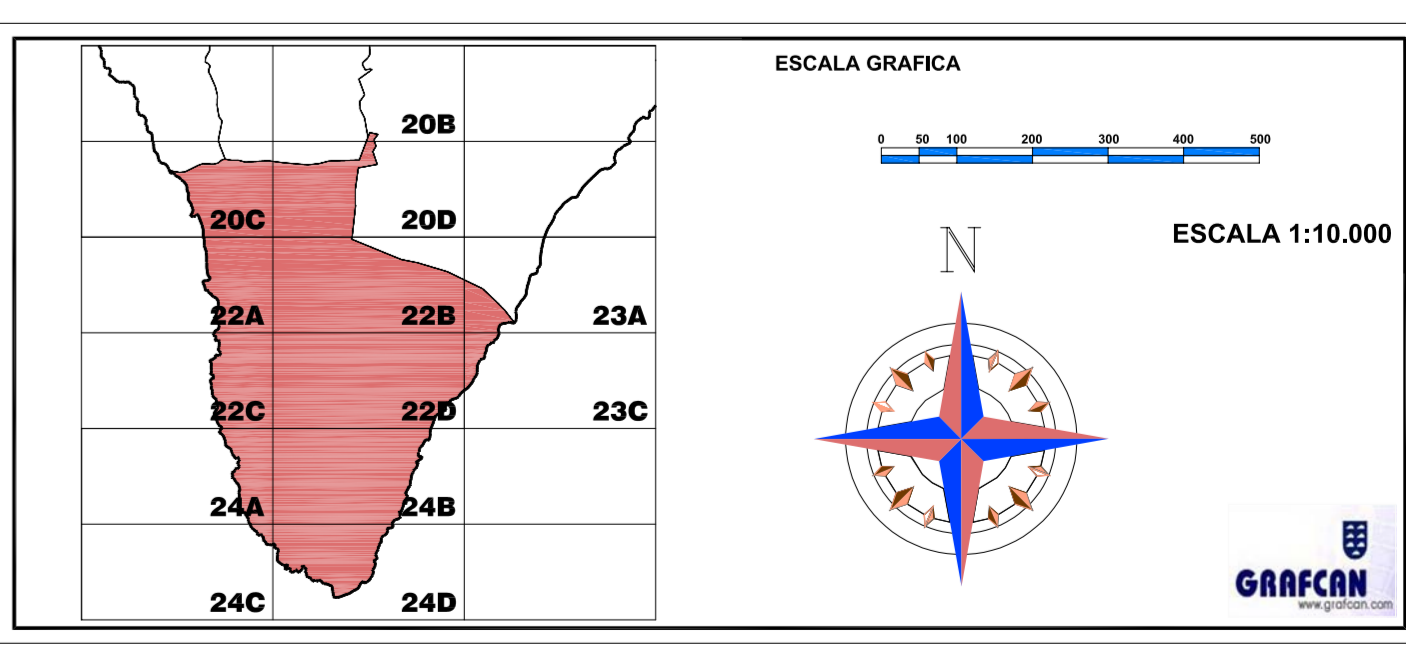 20B
20C 20D
22A 22B 23A
22C 22D 23C
24A 24B
24C 24D
ESCALA GRAFICA
0 50 100 200 300 400 500
ESCALA 1:10.000
N
GRAFCAN
www.grafcan.com